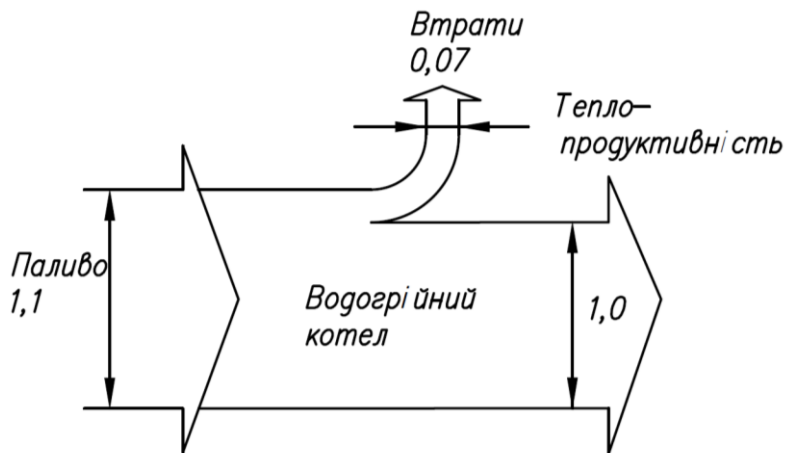 Втрати
0,07
Тепло-
продуктивність
Паливо
1,1
Водогрійний
котел
1,0